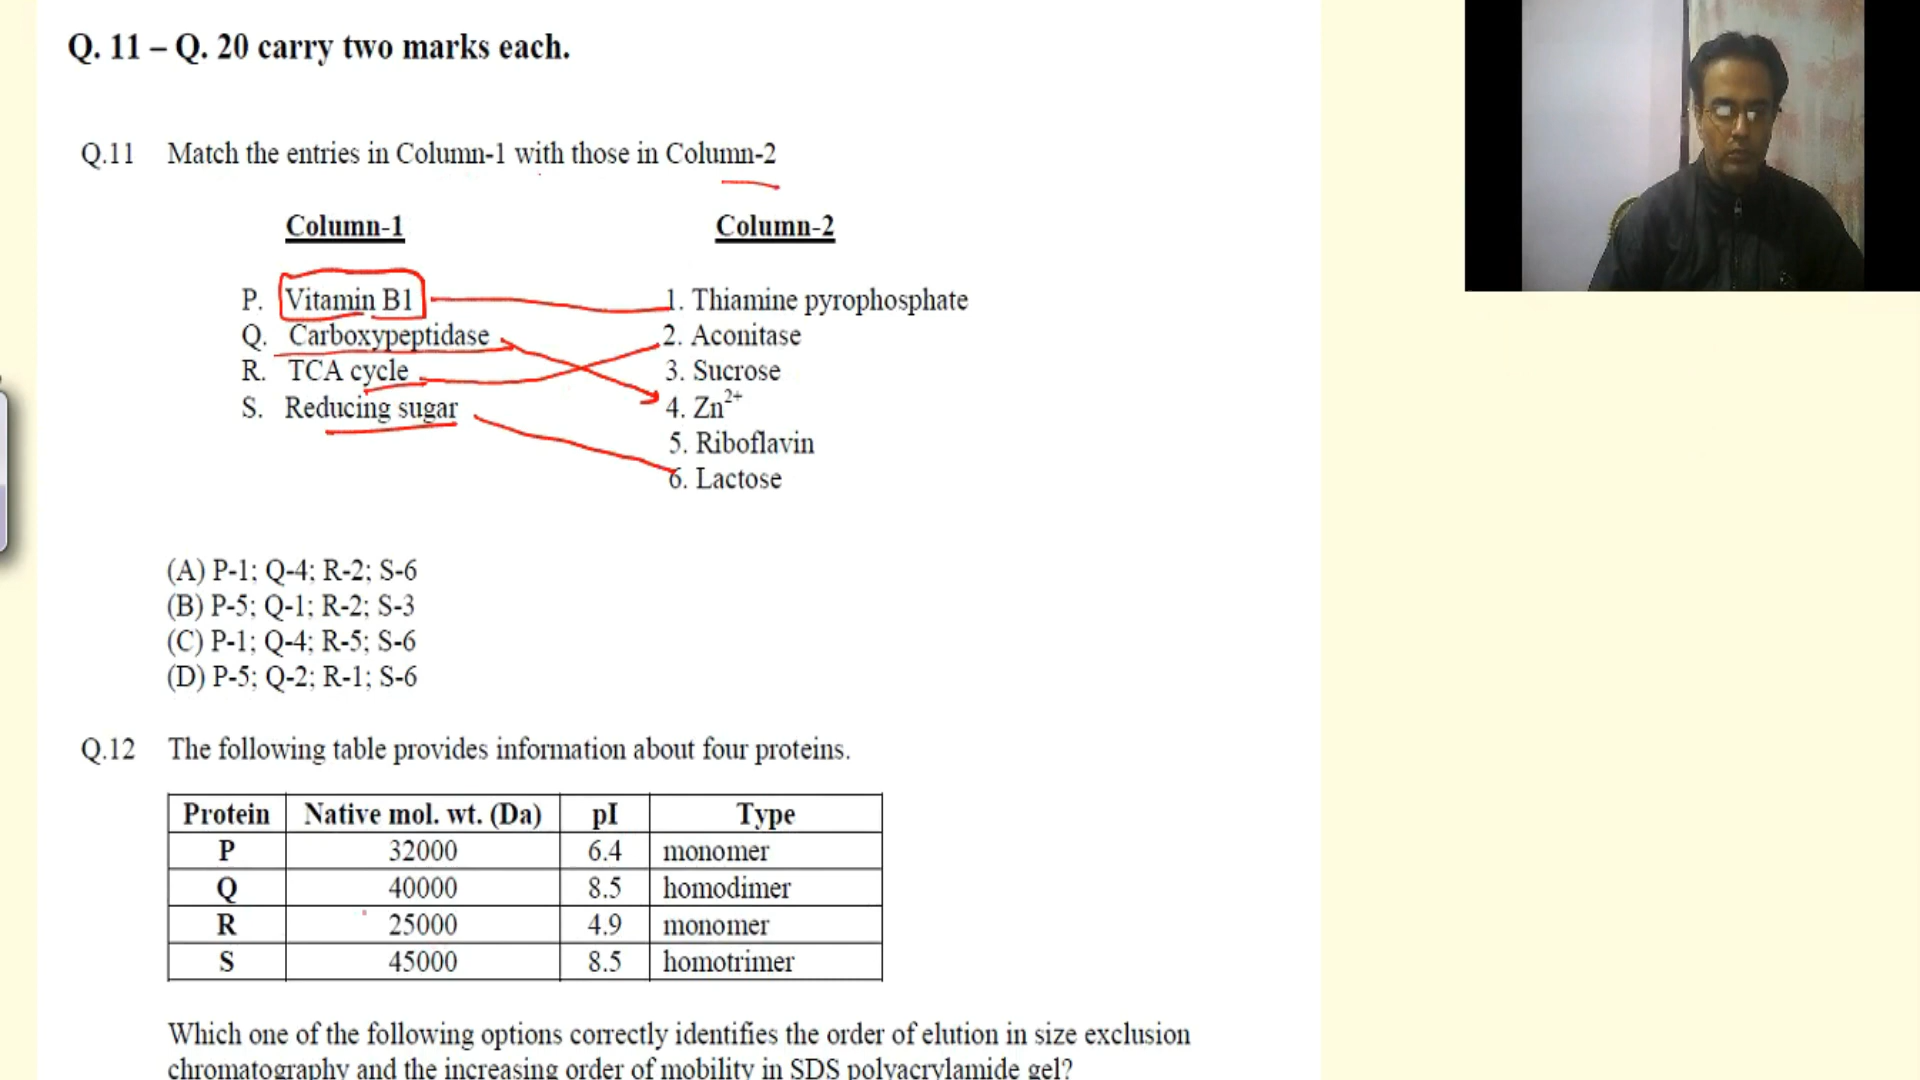 Q. 11 – Q. 20 carry two marks each.
Q.11 Match the entries in Column-1 with those in Column-2
Column-1 Column-2
P. Vitamin B1 1. Thiamine pyrophosphate
Q. Carboxypeptidase 2. Aconitase
R. TCA cycle 3. Sucrose
S. Reducing sugar 4. Zn²⁺
5. Riboflavin
6. Lactose
(A) P-1; Q-4; R-2; S-6
(B) P-5; Q-1; R-2; S-3
(C) P-1; Q-4; R-5; S-6
(D) P-5; Q-2; R-1; S-6
Q.12 The following table provides information about four proteins.
Protein Native mol. wt. (Da) pI Type
P 32000 6.4 monomer
Q 40000 8.5 homodimer
R 25000 4.9 monomer
S 45000 8.5 homotrimer
Which one of the following options correctly identifies the order of elution in size exclusion
chromatography and the increasing order of mobility in SDS polyacrylamide gel?